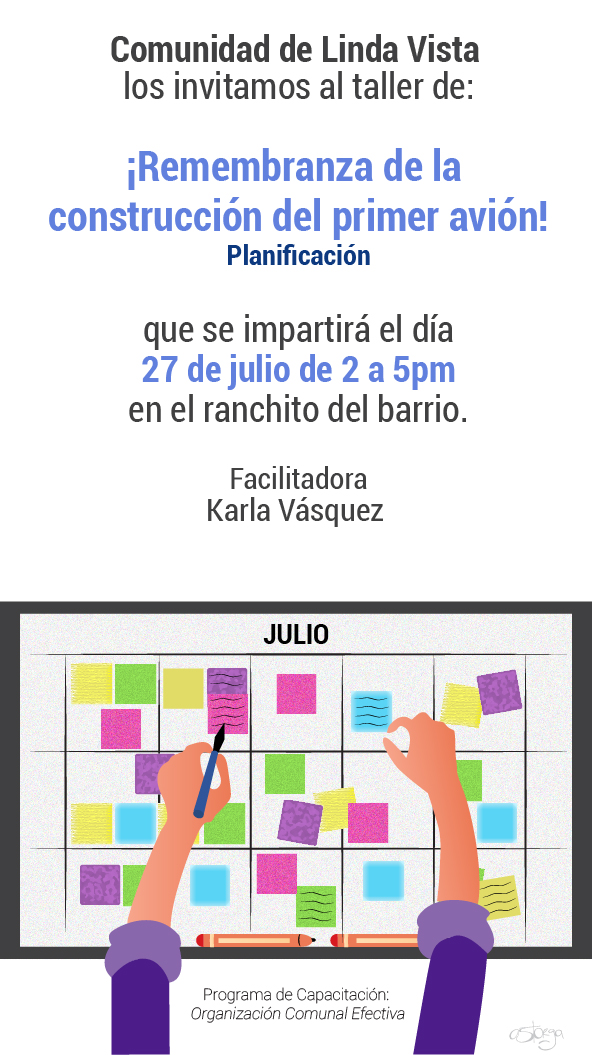 Comunidad de Linda Vista
los invitamos al taller de:
¡Remembranza de la
construcción del primer avión!
Planificación
que se impartirá el día
27 de julio de 2 a 5pm
en el ranchito del barrio.
Facilitadora
Karla Vásquez
JULIO
Programa de Capacitación:
Organización Comunal Efectiva
astorga